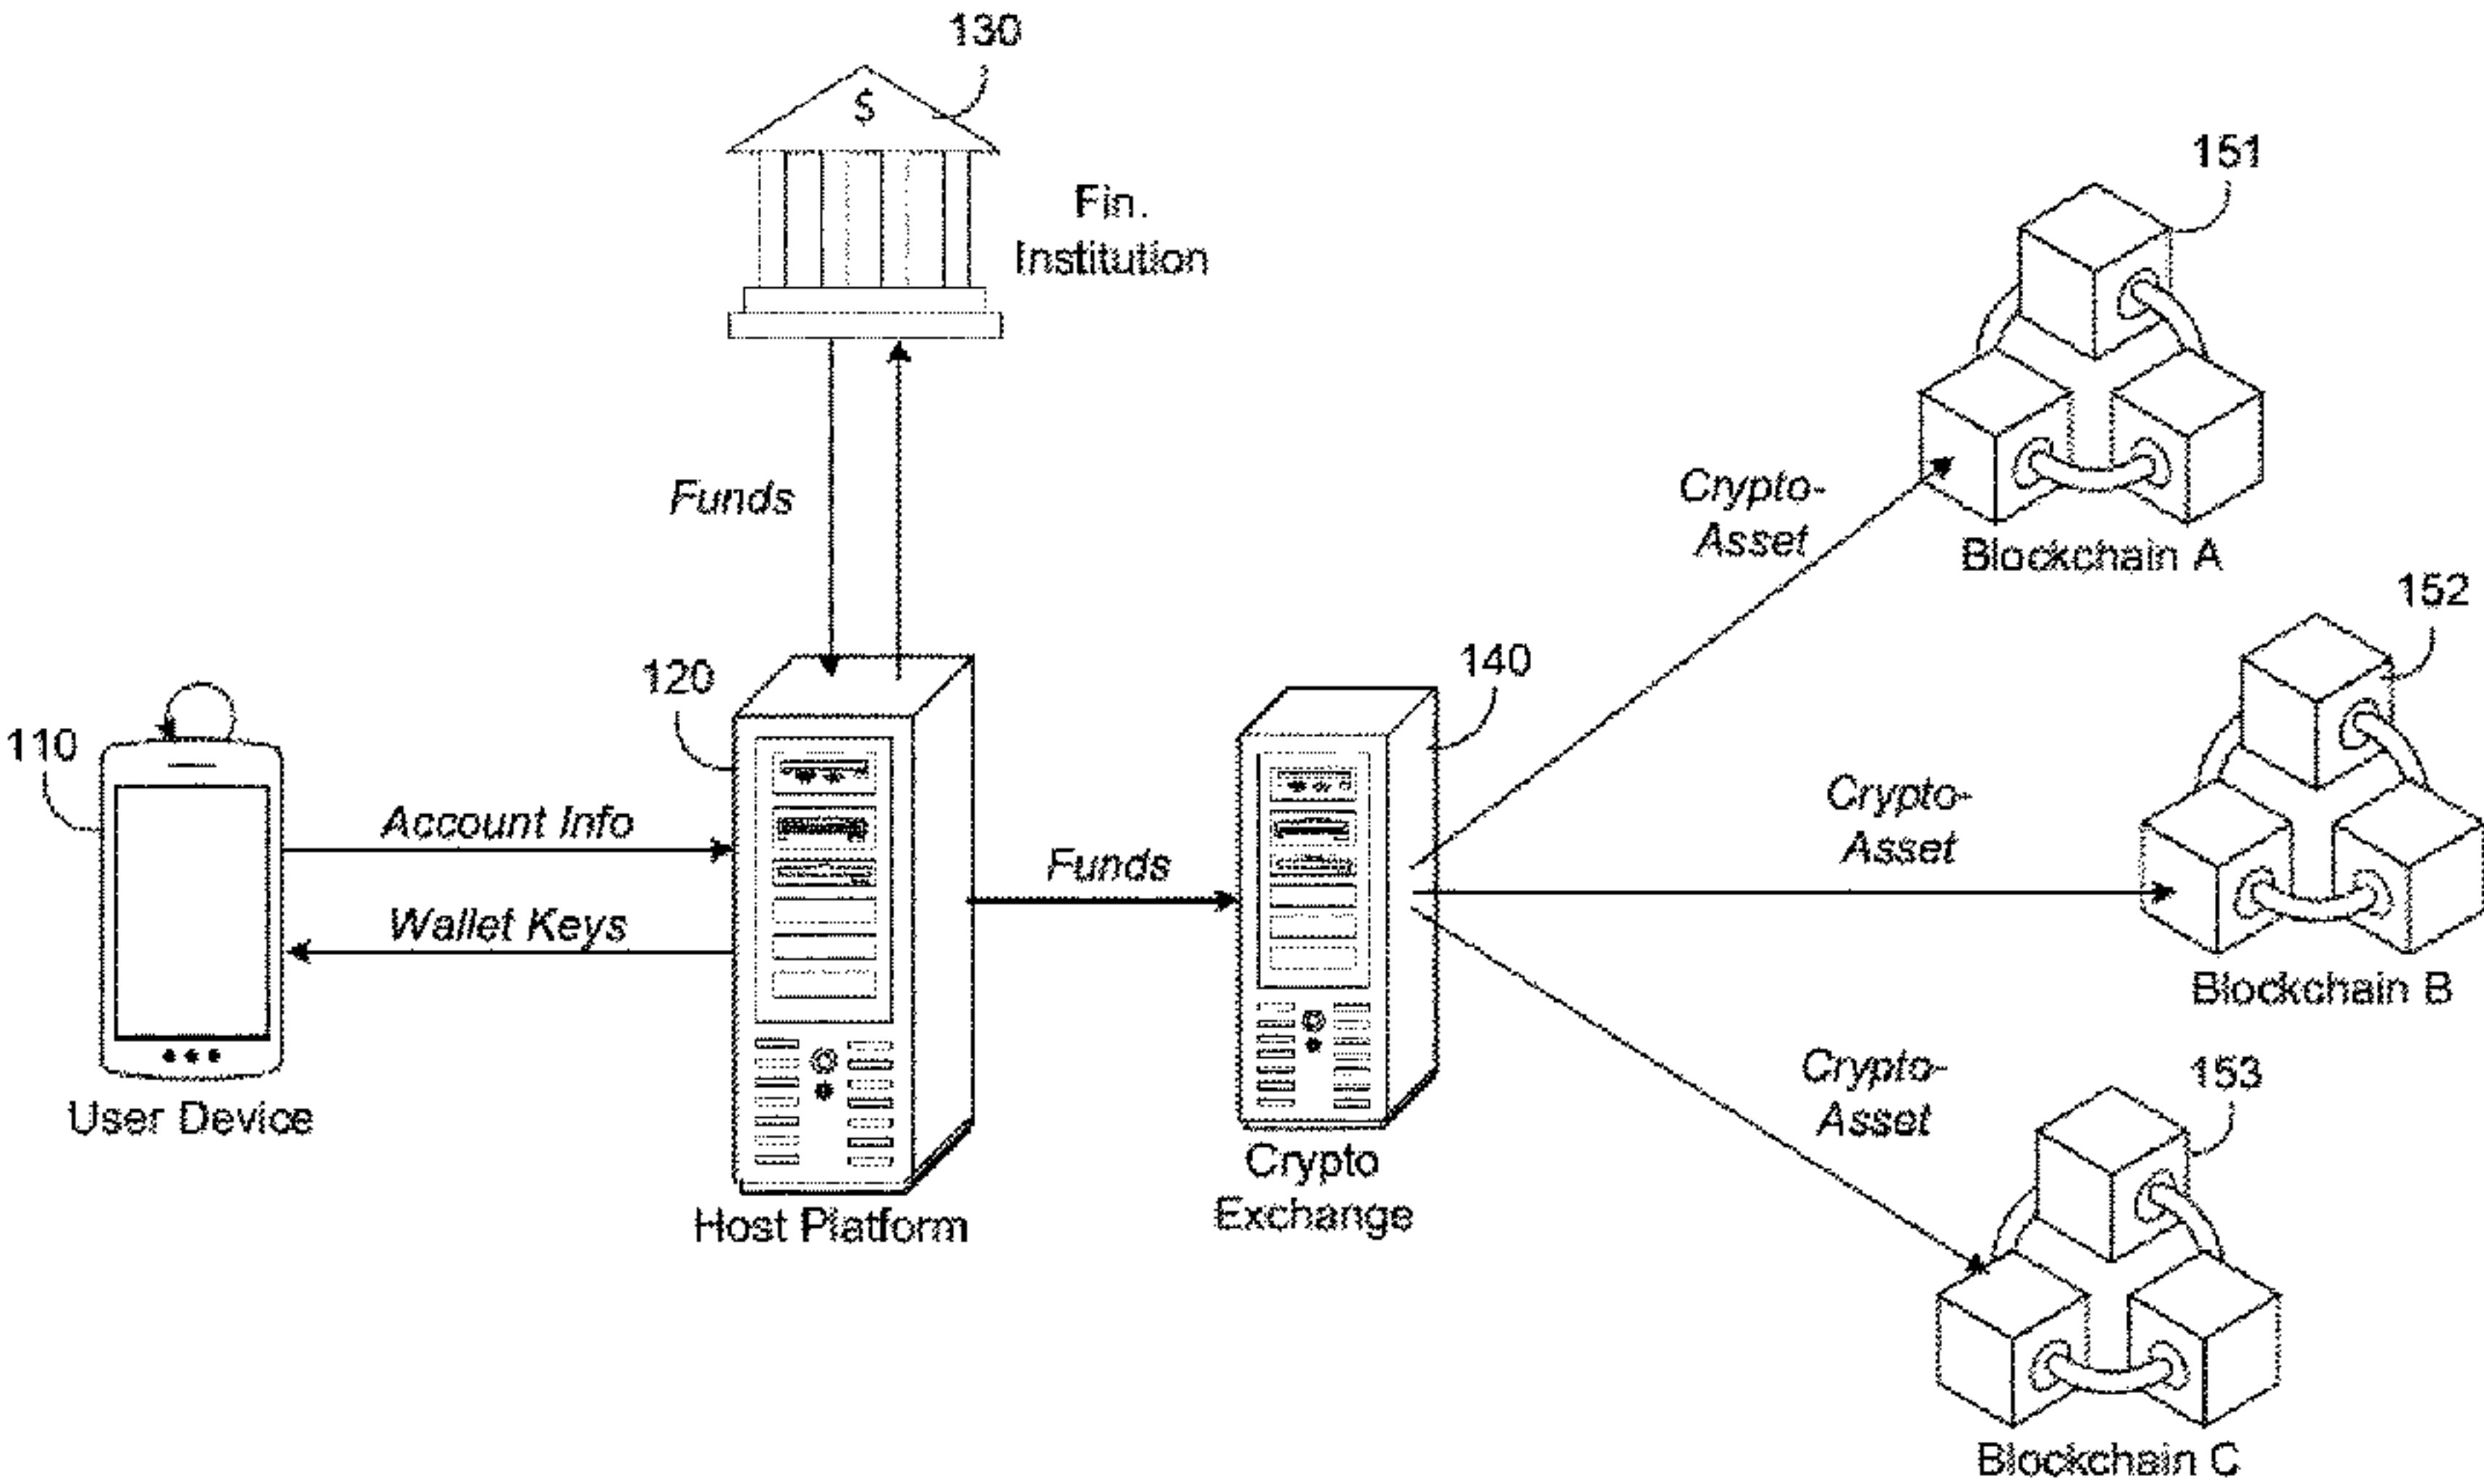 130
$
Fin.
Institution
151
Funds
Crypto-
Asset
Blockchain A
152
120
140
110
Account Info
Crypto-
Asset
Funds
Wallet Keys
Blockchain B
User Device
Crypto-
Asset
153
Crypto
Exchange
Host Platform
Blockchain C